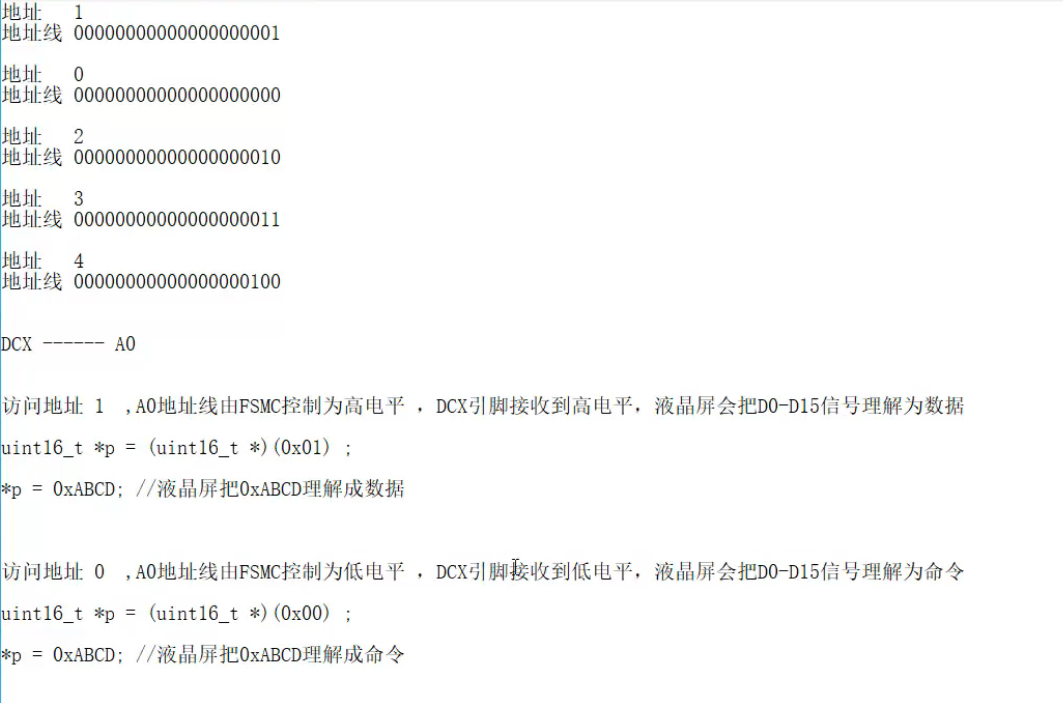 地址   1
地址线 00000000000000000001
地址   0
地址线 00000000000000000000
地址   2
地址线 00000000000000000010
地址   3
地址线 00000000000000000011
地址   4
地址线 00000000000000000100
DCX ------ A0
访问地址 1  ,A0地址线由FSMC控制为高电平 ，DCX引脚接收到高电平，液晶屏会把D0-D15信号理解为数据
uint16_t *p = (uint16_t *)(0x01) ;
*p = 0xABCD; //液晶屏把0xABCD理解成数据
访问地址 0  ,A0地址线由FSMC控制为低电平 ，DCX引脚接收到低电平，液晶屏会把D0-D15信号理解为命令
uint16_t *p = (uint16_t *)(0x00) ;
*p = 0xABCD; //液晶屏把0xABCD理解成命令